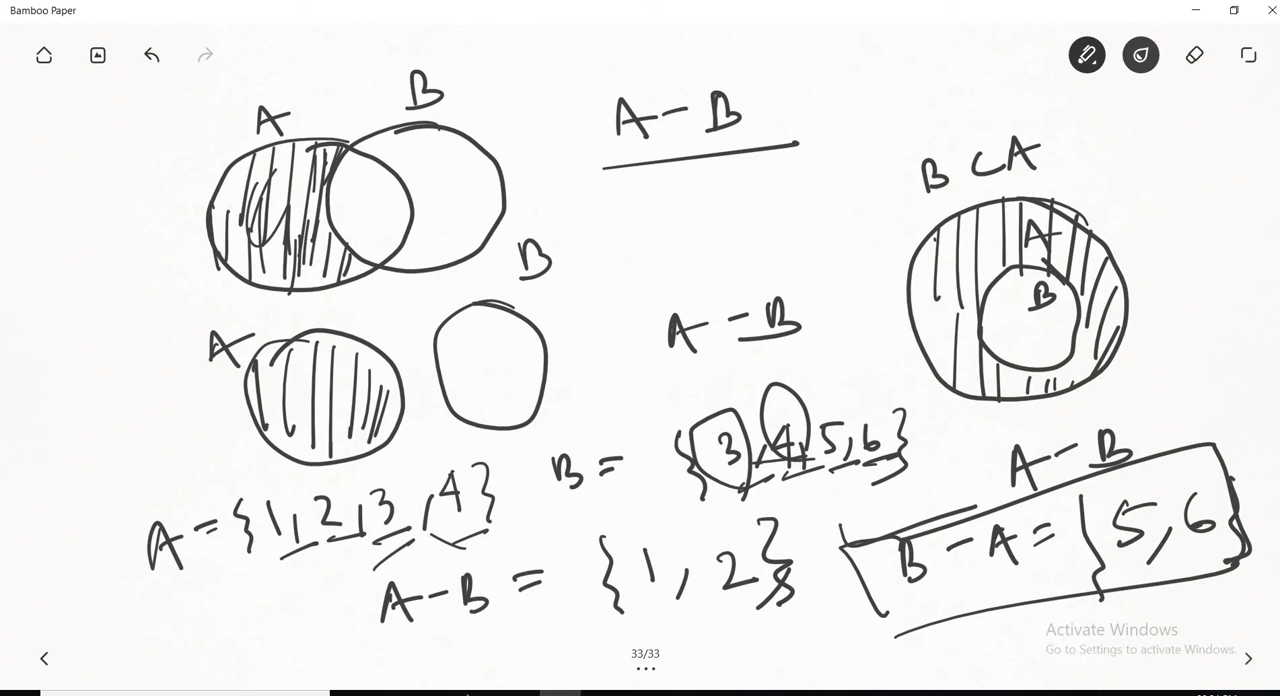 Bamboo Paper
A
B
A - B
B ⊂ A
A
B
B
A
A - B
B = {3, 4, 5, 6}
A = {1, 2, 3, 4}
A - B
A - B = {1, 2}
B - A = {5, 6}
Activate Windows
Go to Settings to activate Windows.
33/33